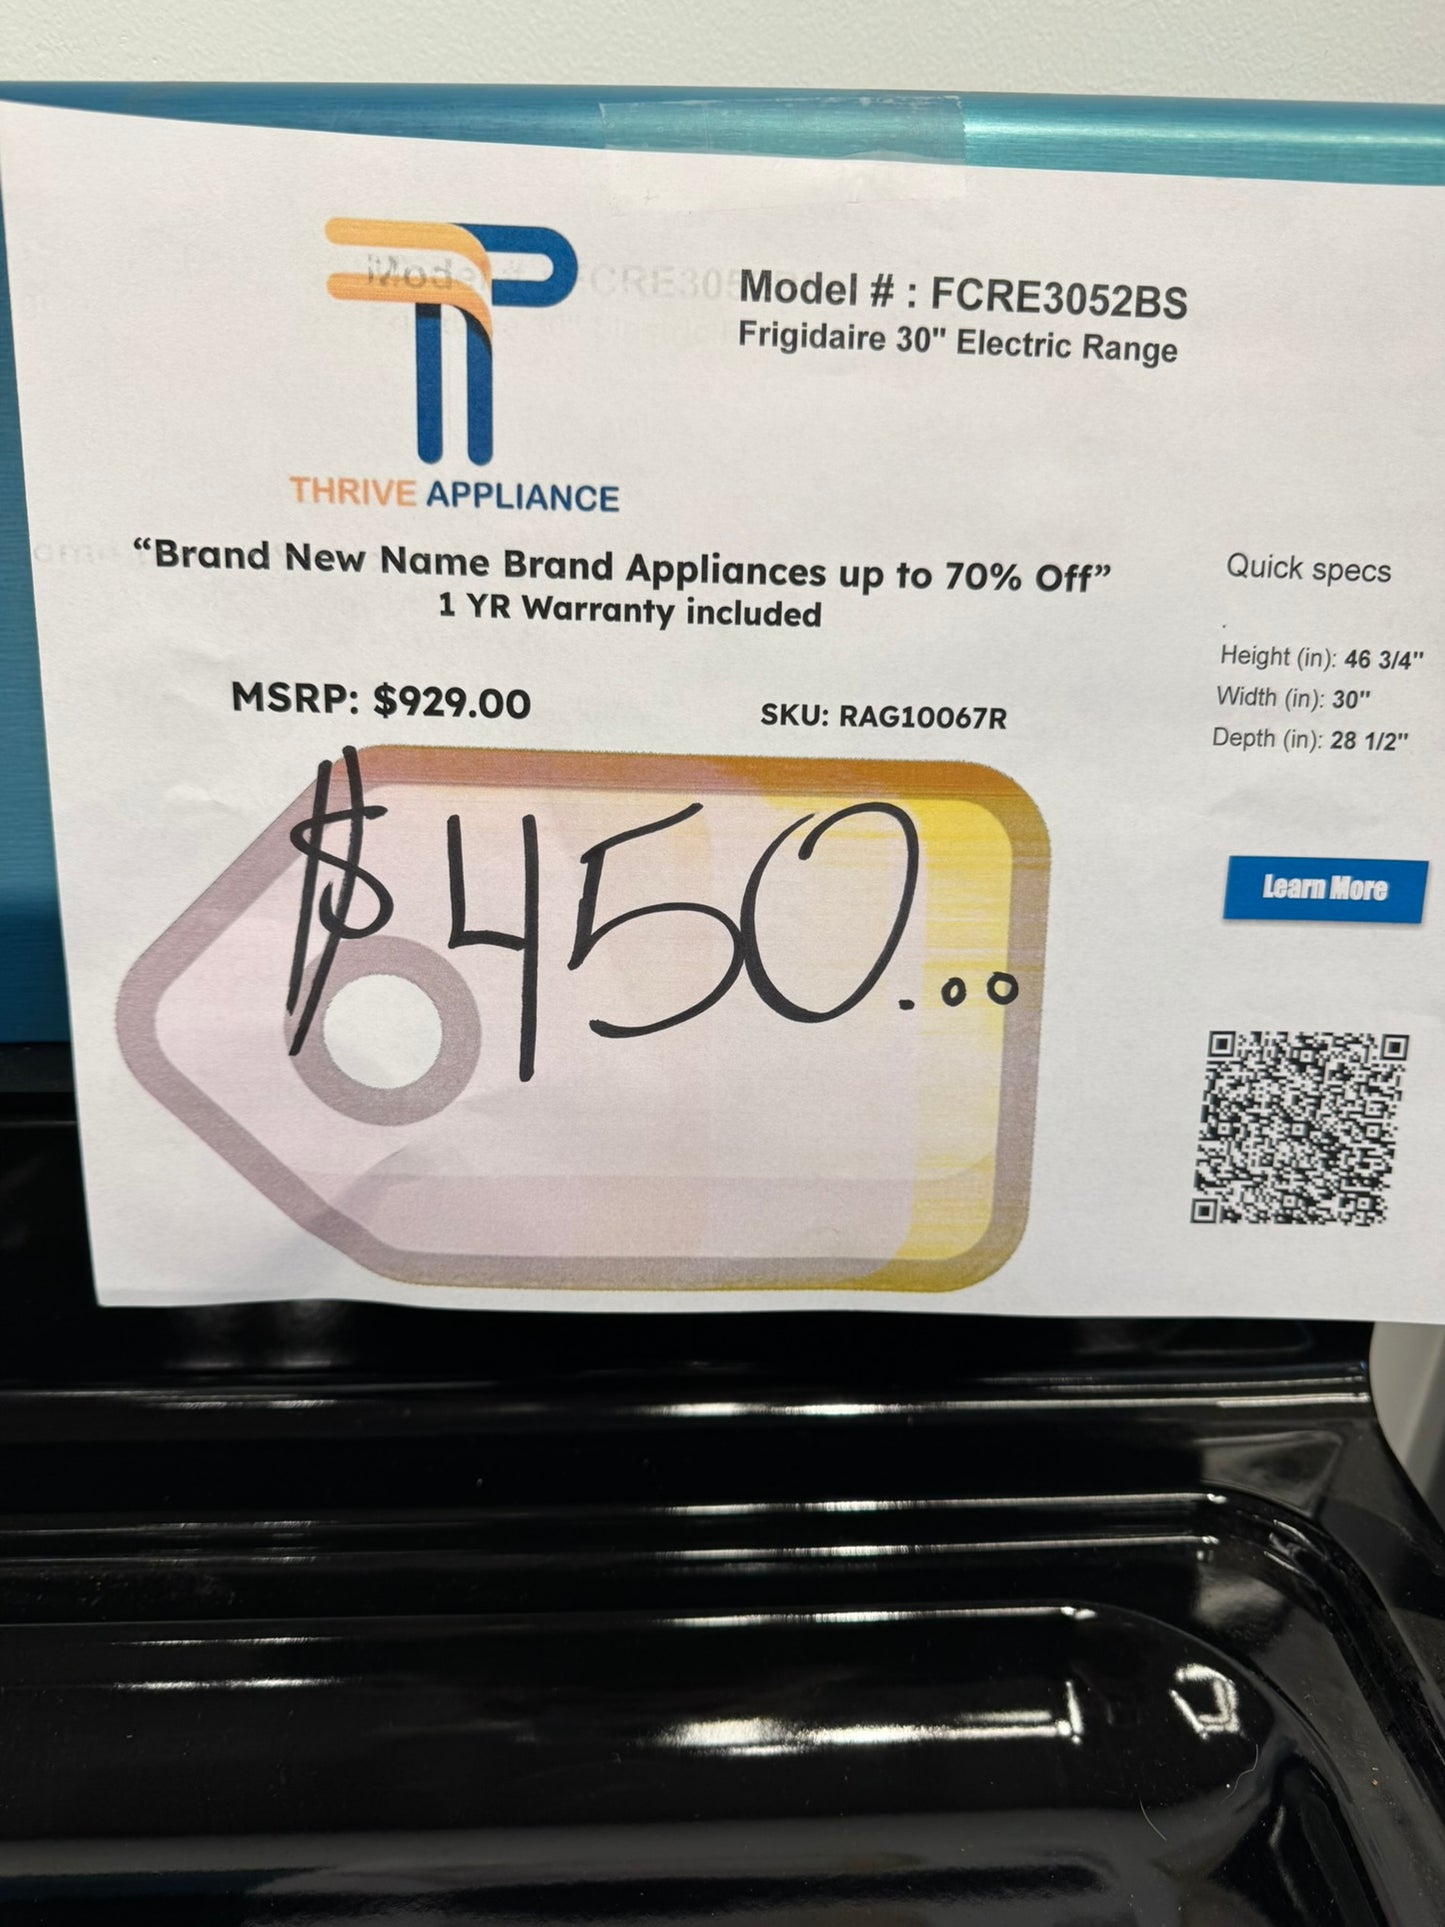 Model # : FCRE3052BS
Frigidaire 30" Electric Range
THRIVE APPLIANCE
“Brand New Name Brand Appliances up to 70% Off”
1 YR Warranty included
MSRP: $929.00
SKU: RAG10067R
$450.00
Quick specs
Height (in): 46 3/4"
Width (in): 30"
Depth (in): 28 1/2"
Learn More